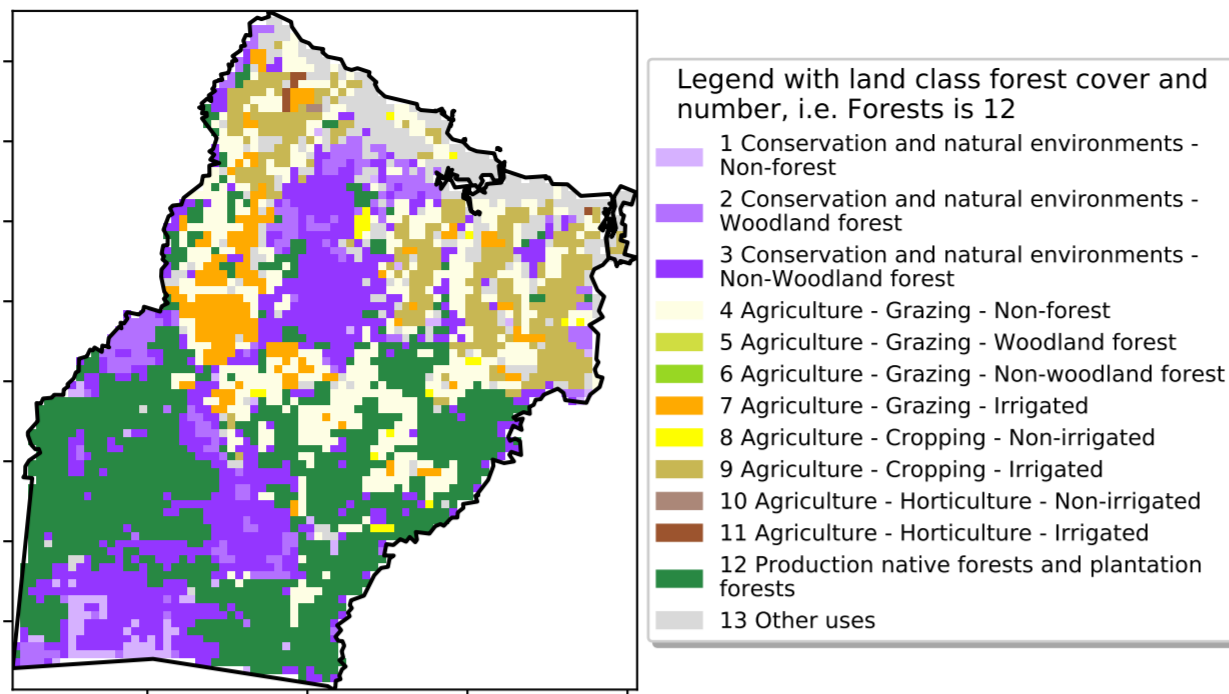 Legend with land class forest cover and
number, i.e. Forests is 12
1 Conservation and natural environments -
Non-forest
2 Conservation and natural environments -
Woodland forest
3 Conservation and natural environments -
Non-Woodland forest
4 Agriculture - Grazing - Non-forest
5 Agriculture - Grazing - Woodland forest
6 Agriculture - Grazing - Non-woodland forest
7 Agriculture - Grazing - Irrigated
8 Agriculture - Cropping - Non-irrigated
9 Agriculture - Cropping - Irrigated
10 Agriculture - Horticulture - Non-irrigated
11 Agriculture - Horticulture - Irrigated
12 Production native forests and plantation
forests
13 Other uses